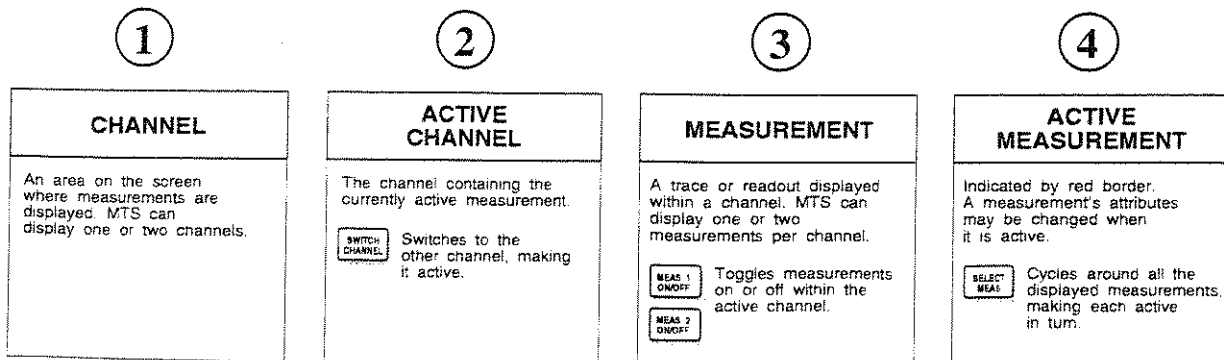 1
CHANNEL
An area on the screen
where measurements are
displayed. MTS can
display one or two channels.
2
ACTIVE
CHANNEL
The channel containing the
currently active measurement.
SWITCH
CHANNEL
Switches to the
other channel, making
it active.
3
MEASUREMENT
A trace or readout displayed
within a channel. MTS can
display one or two
measurements per channel.
MEAS 1
ON/OFF
MEAS 2
ON/OFF
Toggles measurements
on or off within the
active channel.
4
ACTIVE
MEASUREMENT
Indicated by red border.
A measurement's attributes
may be changed when
it is active.
SELECT
MEAS
Cycles around all the
displayed measurements,
making each active
in turn.